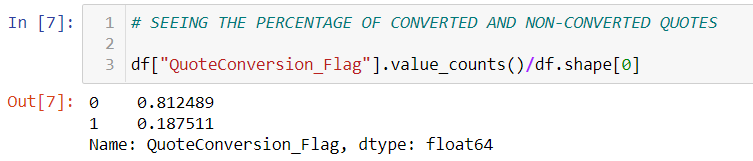 In [7]: 1 # SEEING THE PERCENTAGE OF CONVERTED AND NON-CONVERTED QUOTES
2
3 df["QuoteConversion_Flag"].value_counts()/df.shape[0]
Out[7]: 0    0.812489
1    0.187511
Name: QuoteConversion_Flag, dtype: float64